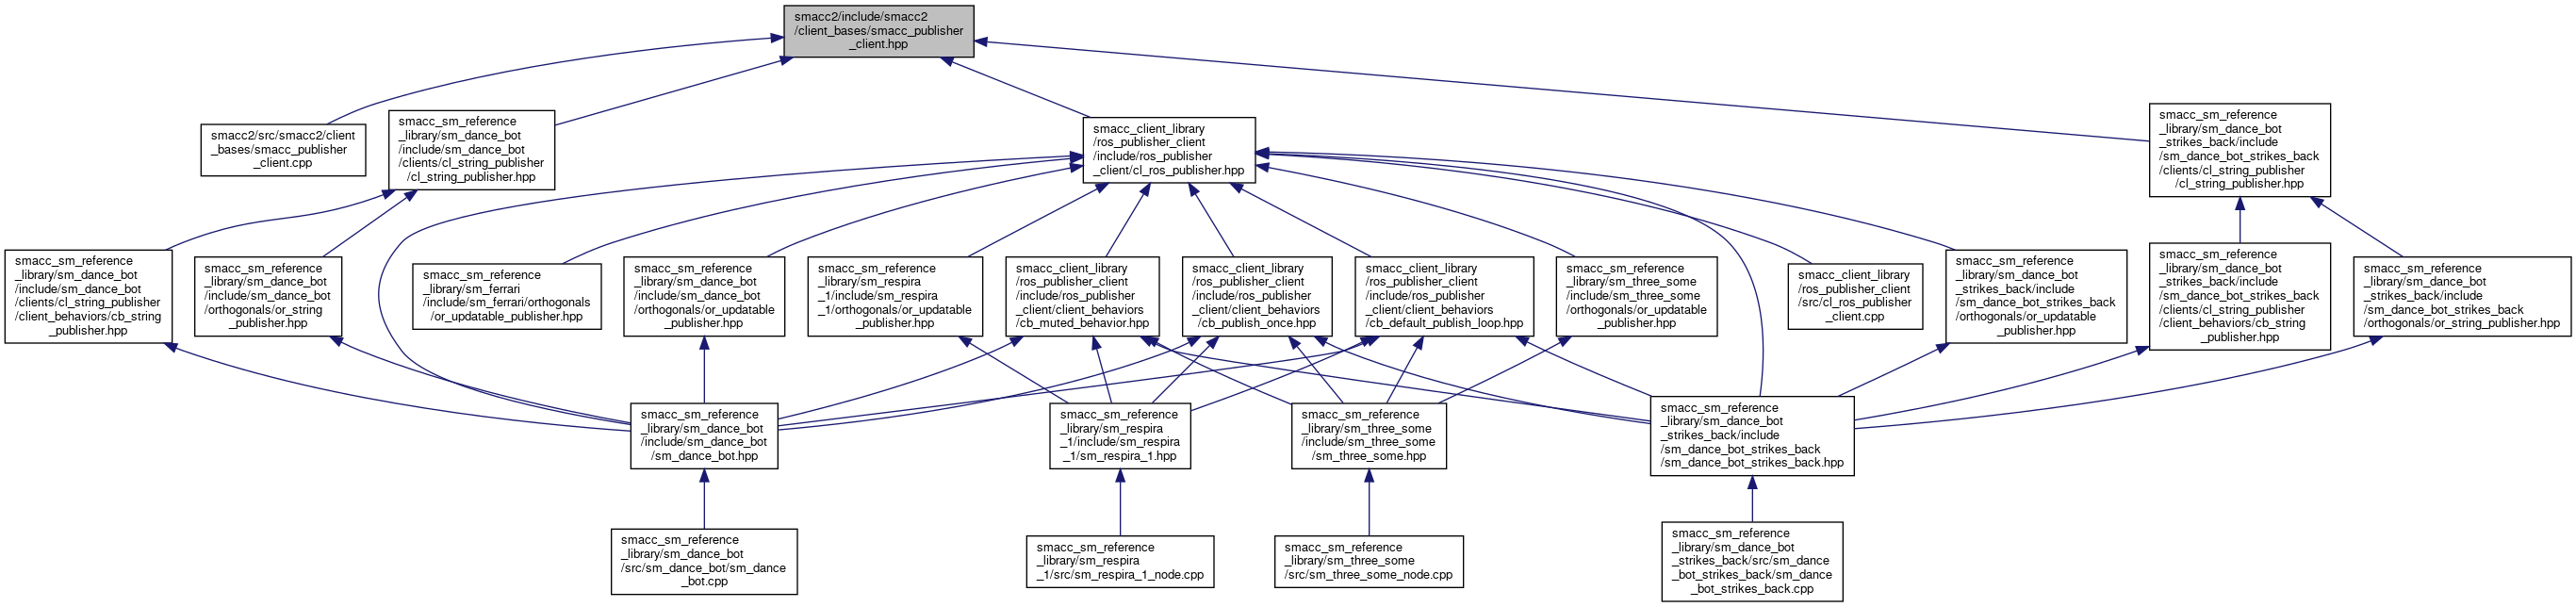 smacc2/include/smacc2
/client_bases/smacc_publisher
_client.hpp
smacc2/src/smacc2/client
_bases/smacc_publisher
_client.cpp
smacc_sm_reference
_library/sm_dance_bot
/include/sm_dance_bot
/clients/cl_string_publisher
/cl_string_publisher.hpp
smacc_client_library
/ros_publisher_client
/include/ros_publisher
_client/cl_ros_publisher.hpp
smacc_sm_reference
_library/sm_dance_bot
_strikes_back/include
/sm_dance_bot_strikes_back
/clients/cl_string_publisher
/cl_string_publisher.hpp
smacc_sm_reference
_library/sm_dance_bot
/include/sm_dance_bot
/clients/cl_string_publisher
/client_behaviors/cb_string
_publisher.hpp
smacc_sm_reference
_library/sm_dance_bot
/include/sm_dance_bot
/orthogonals/or_string
_publisher.hpp
smacc_sm_reference
_library/sm_ferrari
/include/sm_ferrari/orthogonals
/or_updatable_publisher.hpp
smacc_sm_reference
_library/sm_dance_bot
/include/sm_dance_bot
/orthogonals/or_updatable
_publisher.hpp
smacc_sm_reference
_library/sm_respira
_1/include/sm_respira
_1/orthogonals/or_updatable
_publisher.hpp
smacc_client_library
/ros_publisher_client
/include/ros_publisher
_client/client_behaviors
/cb_muted_behavior.hpp
smacc_client_library
/ros_publisher_client
/include/ros_publisher
_client/client_behaviors
/cb_publish_once.hpp
smacc_client_library
/ros_publisher_client
/include/ros_publisher
_client/client_behaviors
/cb_default_publish_loop.hpp
smacc_sm_reference
_library/sm_three_some
/include/sm_three_some
/orthogonals/or_updatable
_publisher.hpp
smacc_client_library
/ros_publisher_client
/src/cl_ros_publisher
_client.cpp
smacc_sm_reference
_library/sm_dance_bot
_strikes_back/include
/sm_dance_bot_strikes_back
/orthogonals/or_updatable
_publisher.hpp
smacc_sm_reference
_library/sm_dance_bot
_strikes_back/include
/sm_dance_bot_strikes_back
/clients/cl_string_publisher
/client_behaviors/cb_string
_publisher.hpp
smacc_sm_reference
_library/sm_dance_bot
_strikes_back/include
/sm_dance_bot_strikes_back
/orthogonals/or_string_publisher.hpp
smacc_sm_reference
_library/sm_dance_bot
/include/sm_dance_bot
/sm_dance_bot.hpp
smacc_sm_reference
_library/sm_respira
_1/include/sm_respira
_1/sm_respira_1.hpp
smacc_sm_reference
_library/sm_three_some
/include/sm_three_some
/sm_three_some.hpp
smacc_sm_reference
_library/sm_dance_bot
_strikes_back/include
/sm_dance_bot_strikes_back
/sm_dance_bot_strikes_back.hpp
smacc_sm_reference
_library/sm_dance_bot
/src/sm_dance_bot/sm_dance
_bot.cpp
smacc_sm_reference
_library/sm_respira
_1/src/sm_respira_1_node.cpp
smacc_sm_reference
_library/sm_three_some
/src/sm_three_some_node.cpp
smacc_sm_reference
_library/sm_dance_bot
_strikes_back/src/sm_dance
_bot_strikes_back/sm_dance
_bot_strikes_back.cpp